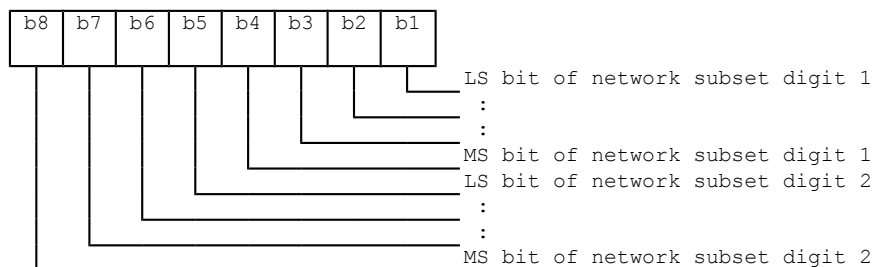 b8 b7 b6 b5 b4 b3 b2 b1
LS bit of network subset digit 1
:
:
MS bit of network subset digit 1
LS bit of network subset digit 2
:
:
MS bit of network subset digit 2